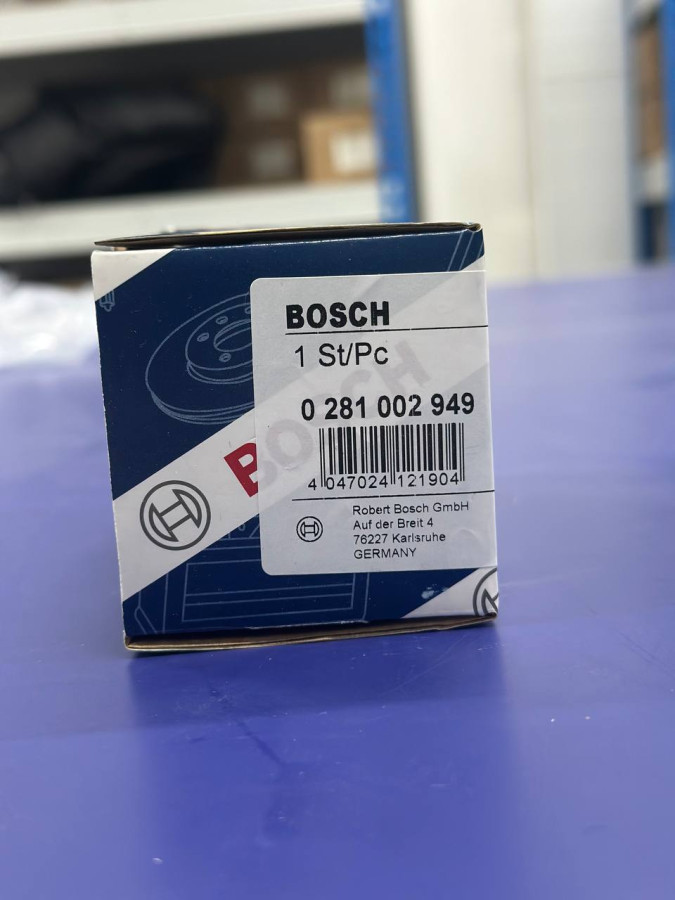 BOSCH
1 St/Pc
0 281 002 949
4 047024 121904
Robert Bosch GmbH
Auf der Breit 4
76227 Karlsruhe
GERMANY
BOSCH